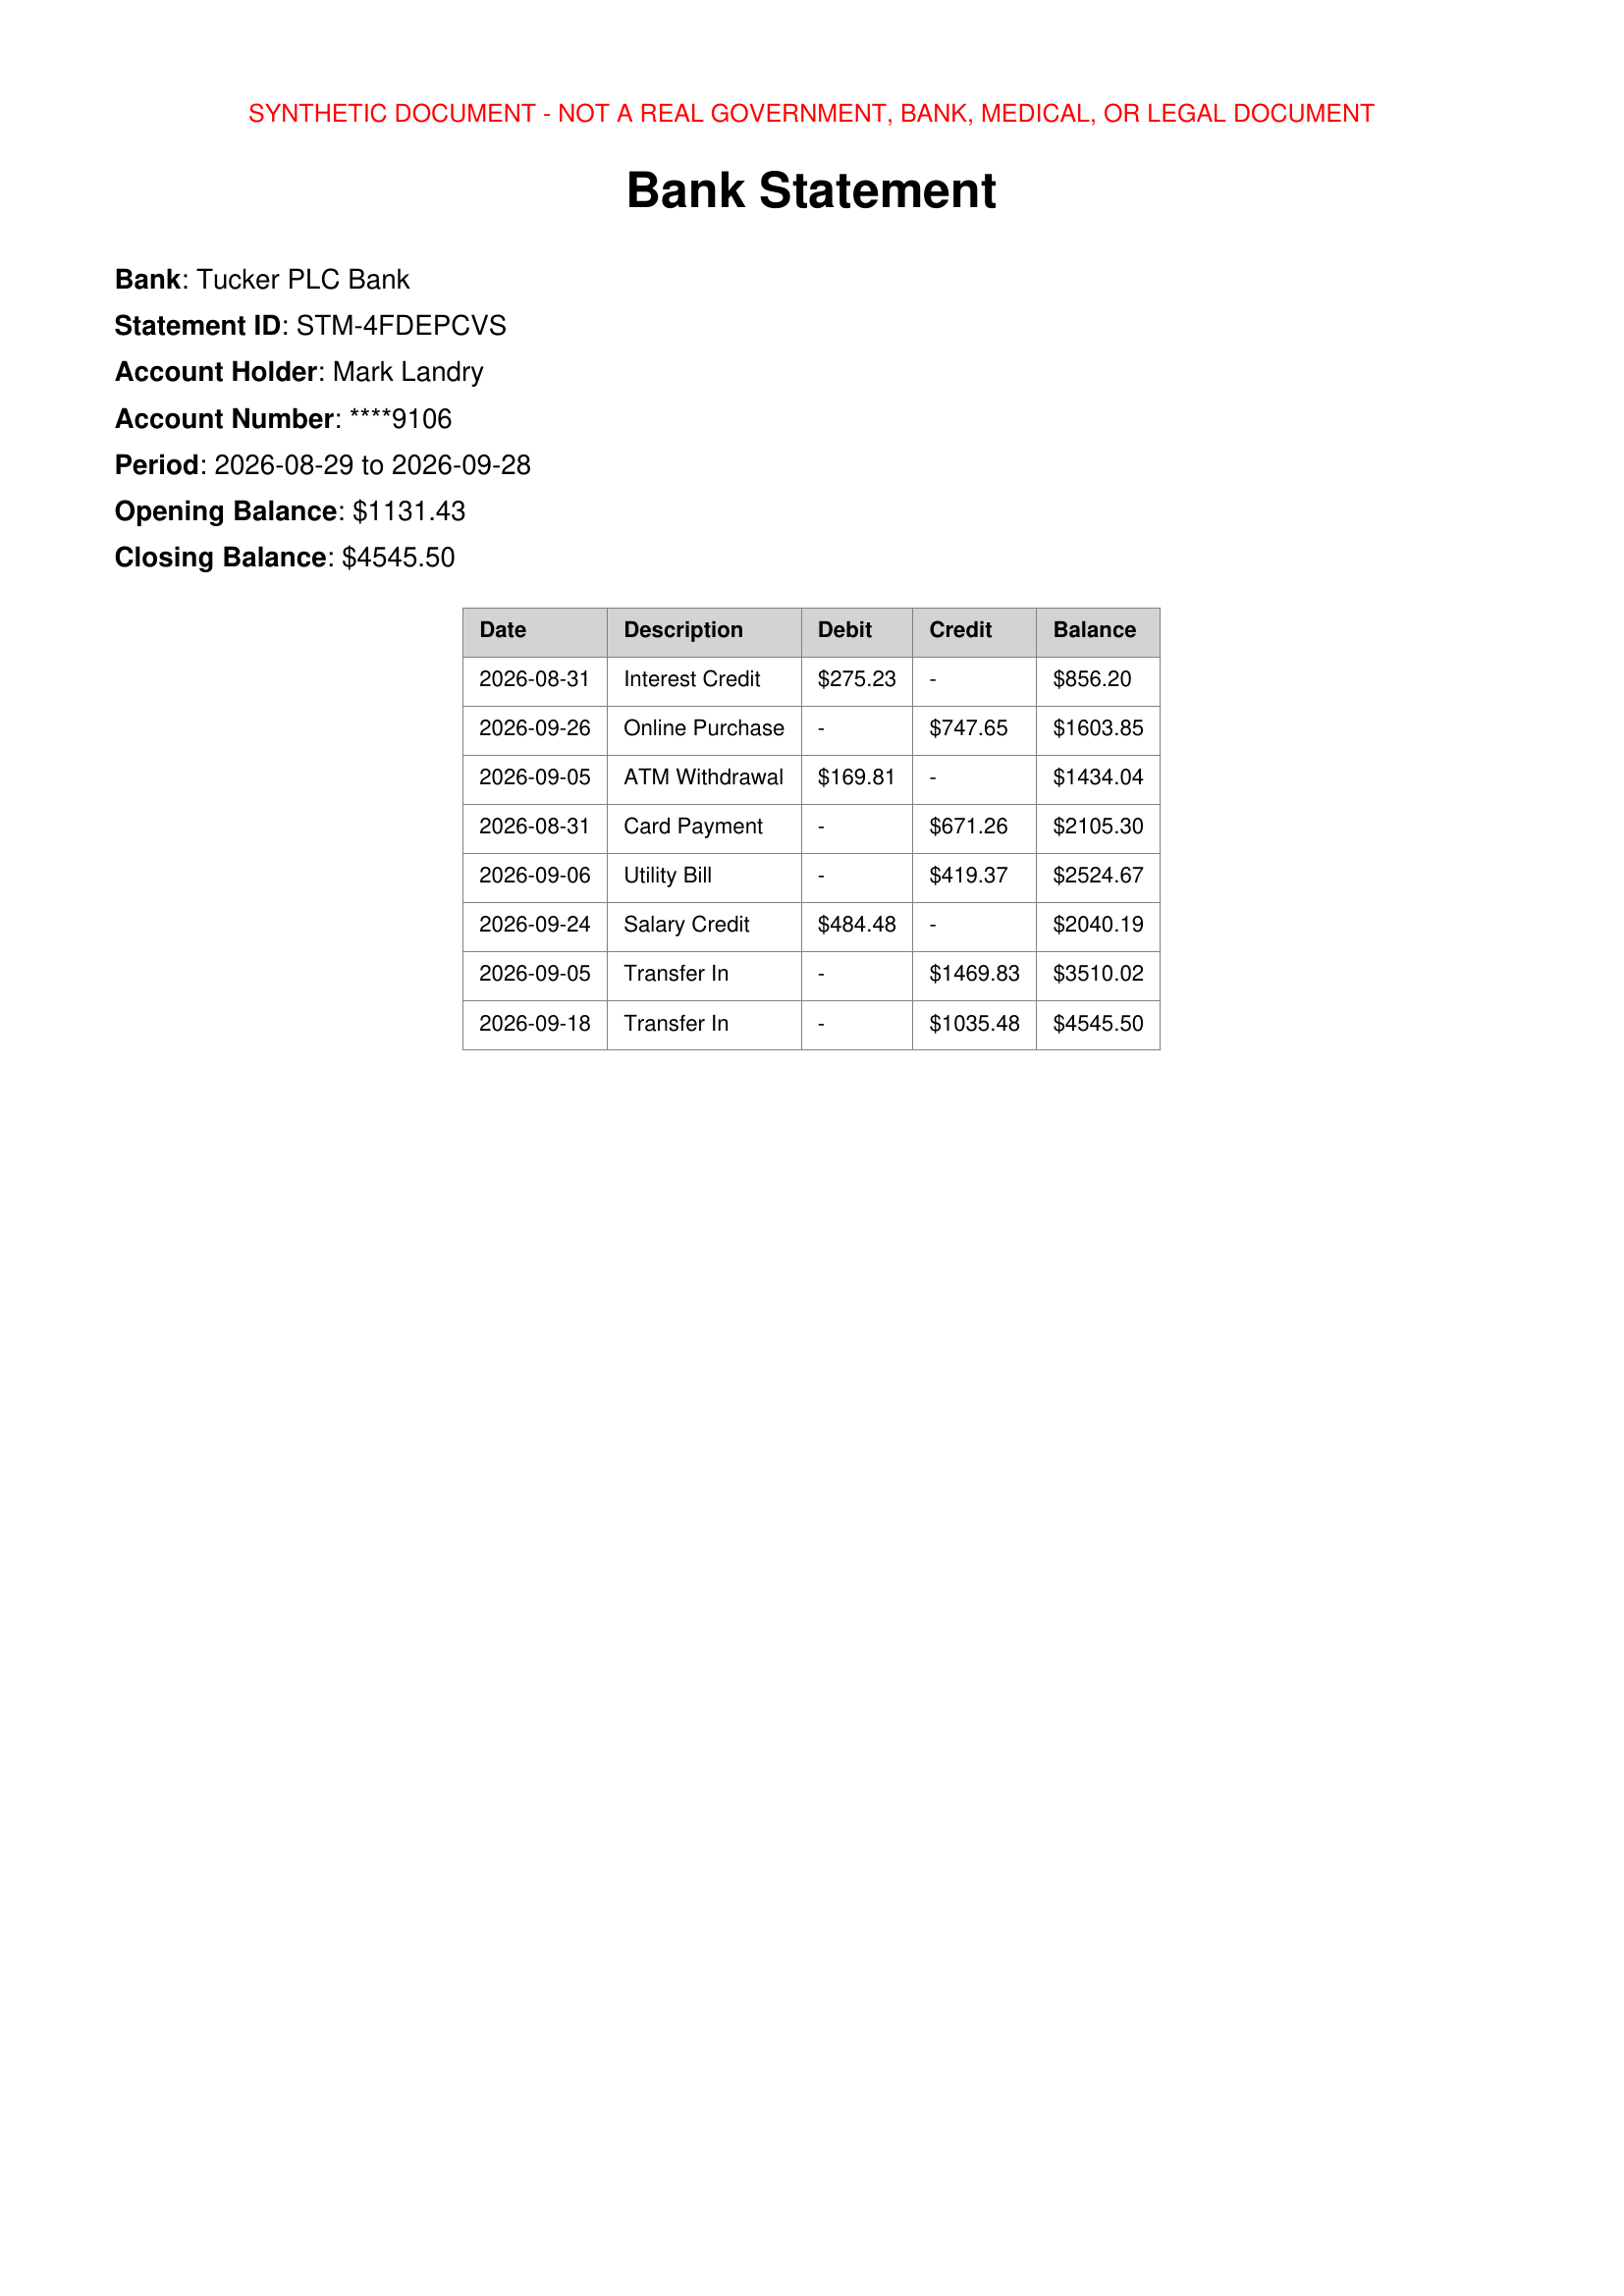 SYNTHETIC DOCUMENT - NOT A REAL GOVERNMENT, BANK, MEDICAL, OR LEGAL DOCUMENT
Bank Statement
Bank: Tucker PLC Bank
Statement ID: STM-4FDEPCVS
Account Holder: Mark Landry
Account Number: ****9106
Period: 2026-08-29 to 2026-09-28
Opening Balance: $1131.43
Closing Balance: $4545.50
Date Description Debit Credit Balance
2026-08-31 Interest Credit $275.23 - $856.20
2026-09-26 Online Purchase - $747.65 $1603.85
2026-09-05 ATM Withdrawal $169.81 - $1434.04
2026-08-31 Card Payment - $671.26 $2105.30
2026-09-06 Utility Bill - $419.37 $2524.67
2026-09-24 Salary Credit $484.48 - $2040.19
2026-09-05 Transfer In - $1469.83 $3510.02
2026-09-18 Transfer In - $1035.48 $4545.50